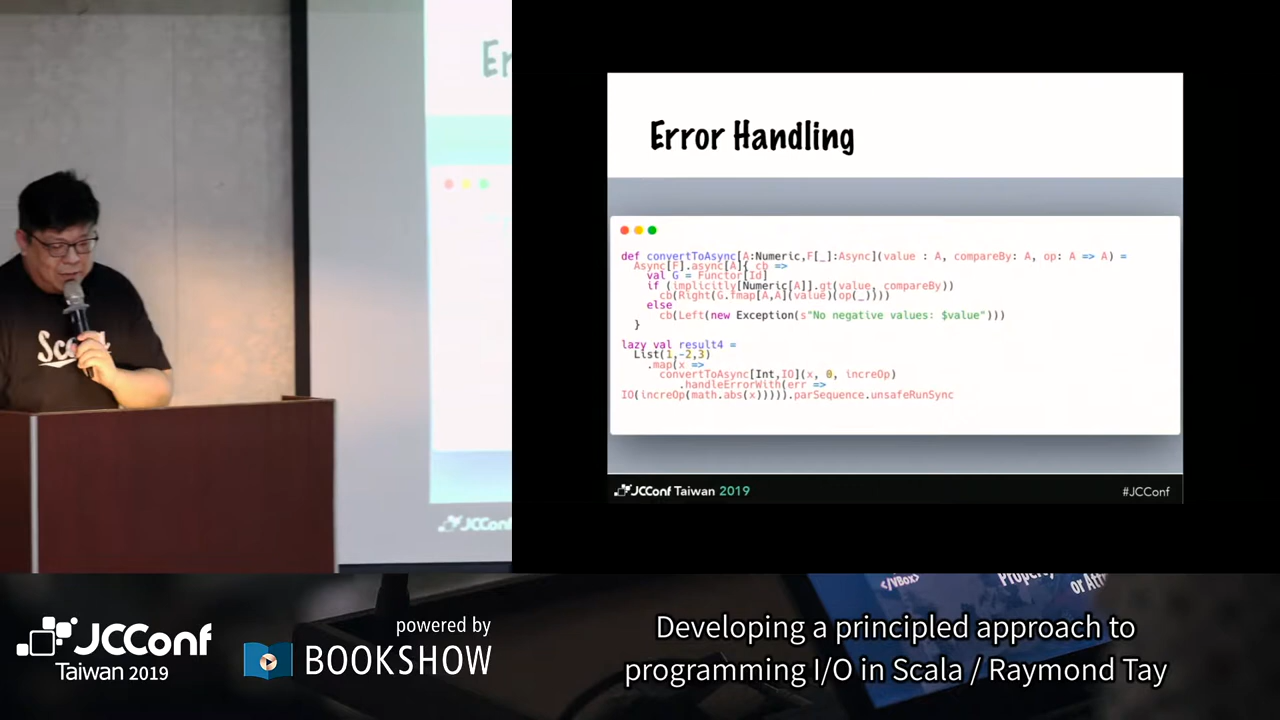 Er
Scala
JCConf
Error Handling
def convertToAsync[A:Numeric,F[_]:Async](value : A, compareBy: A, op: A => A) =
Async[F].async[A]{ cb =>
val G = Functor[Id]
if (implicitly[Numeric[A]].gt(value, compareBy))
cb(Right(G.fmap[A,A](value)(op(_))))
else
cb(Left(new Exception(s"No negative values: $value")))
}
lazy val result4 =
List(1,-2,3)
.map(x =>
convertToAsync[Int,IO](x, 0, increOp)
.handleErrorWith(err =>
IO(increOp(math.abs(x))))).parSequence.unsafeRunSync
JCConf Taiwan 2019
#JCConf
</VBox>
Property
JCConf
Taiwan 2019
powered by
BOOKSHOW
Developing a principled approach to
programming I/O in Scala / Raymond Tay